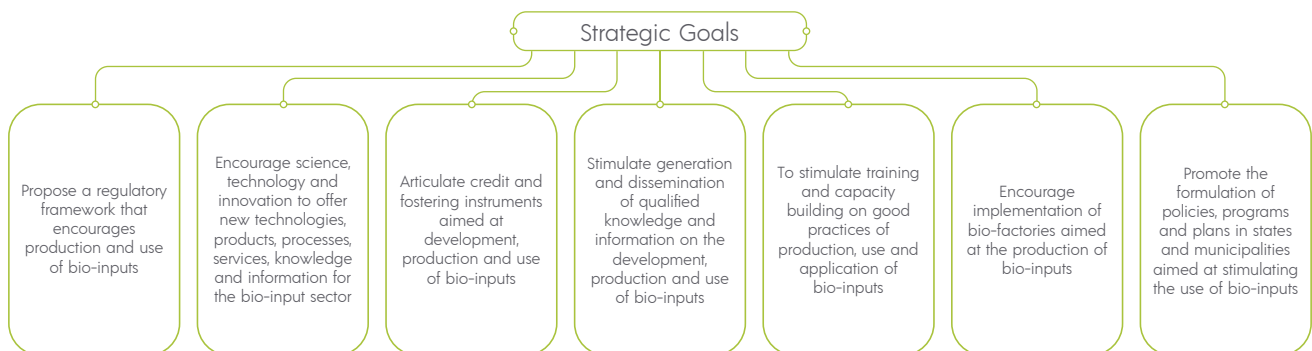 Strategic Goals
Propose a regulatory
framework that
encourages
production and use
of bio-inputs
Encourage science,
technology and
innovation to offer
new technologies,
products, processes,
services, knowledge
and information for
the bio-input sector
Articulate credit and
fostering instruments
aimed at
development,
production and use
of bio-inputs
Stimulate generation
and dissemination
of qualified
knowledge and
information on the
development,
production and use
of bio-inputs
To stimulate training
and capacity
building on good
practices of
production, use and
application of
bio-inputs
Encourage
implementation of
bio-factories aimed
at the production of
bio-inputs
Promote the
formulation of
policies, programs
and plans in states
and municipalities
aimed at stimulating
the use of bio-inputs